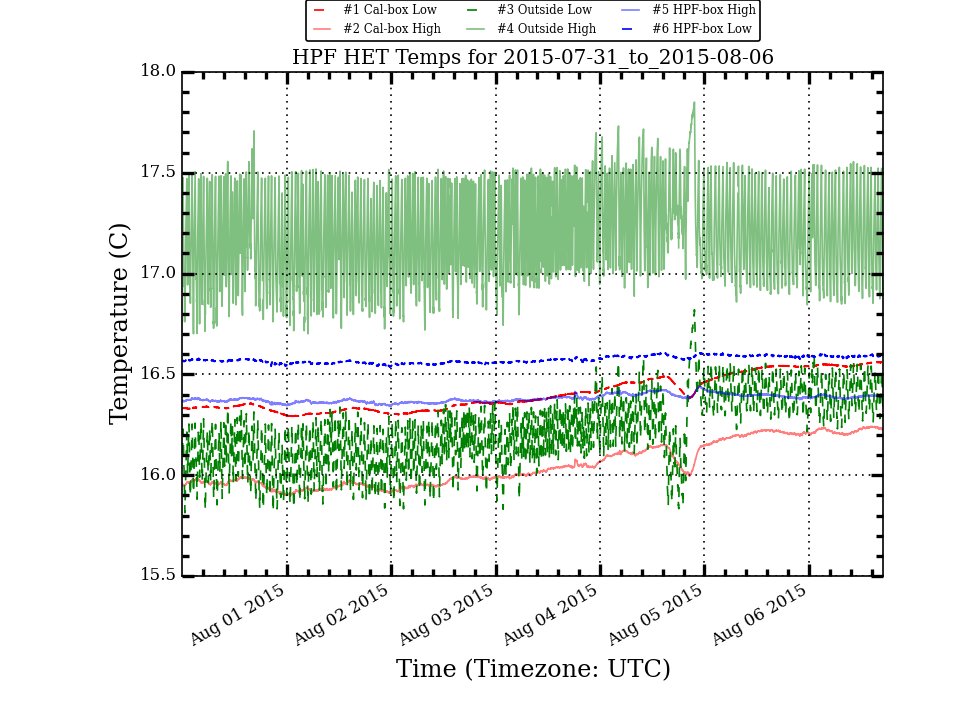 #1 Cal-box Low #3 Outside Low #5 HPF-box High
#2 Cal-box High #4 Outside High #6 HPF-box Low
HPF HET Temps for 2015-07-31_to_2015-08-06
18.0
17.5
17.0
16.5
16.0
15.5
Temperature (C)
Aug 01 2015 Aug 02 2015 Aug 03 2015 Aug 04 2015 Aug 05 2015 Aug 06 2015
Time (Timezone: UTC)